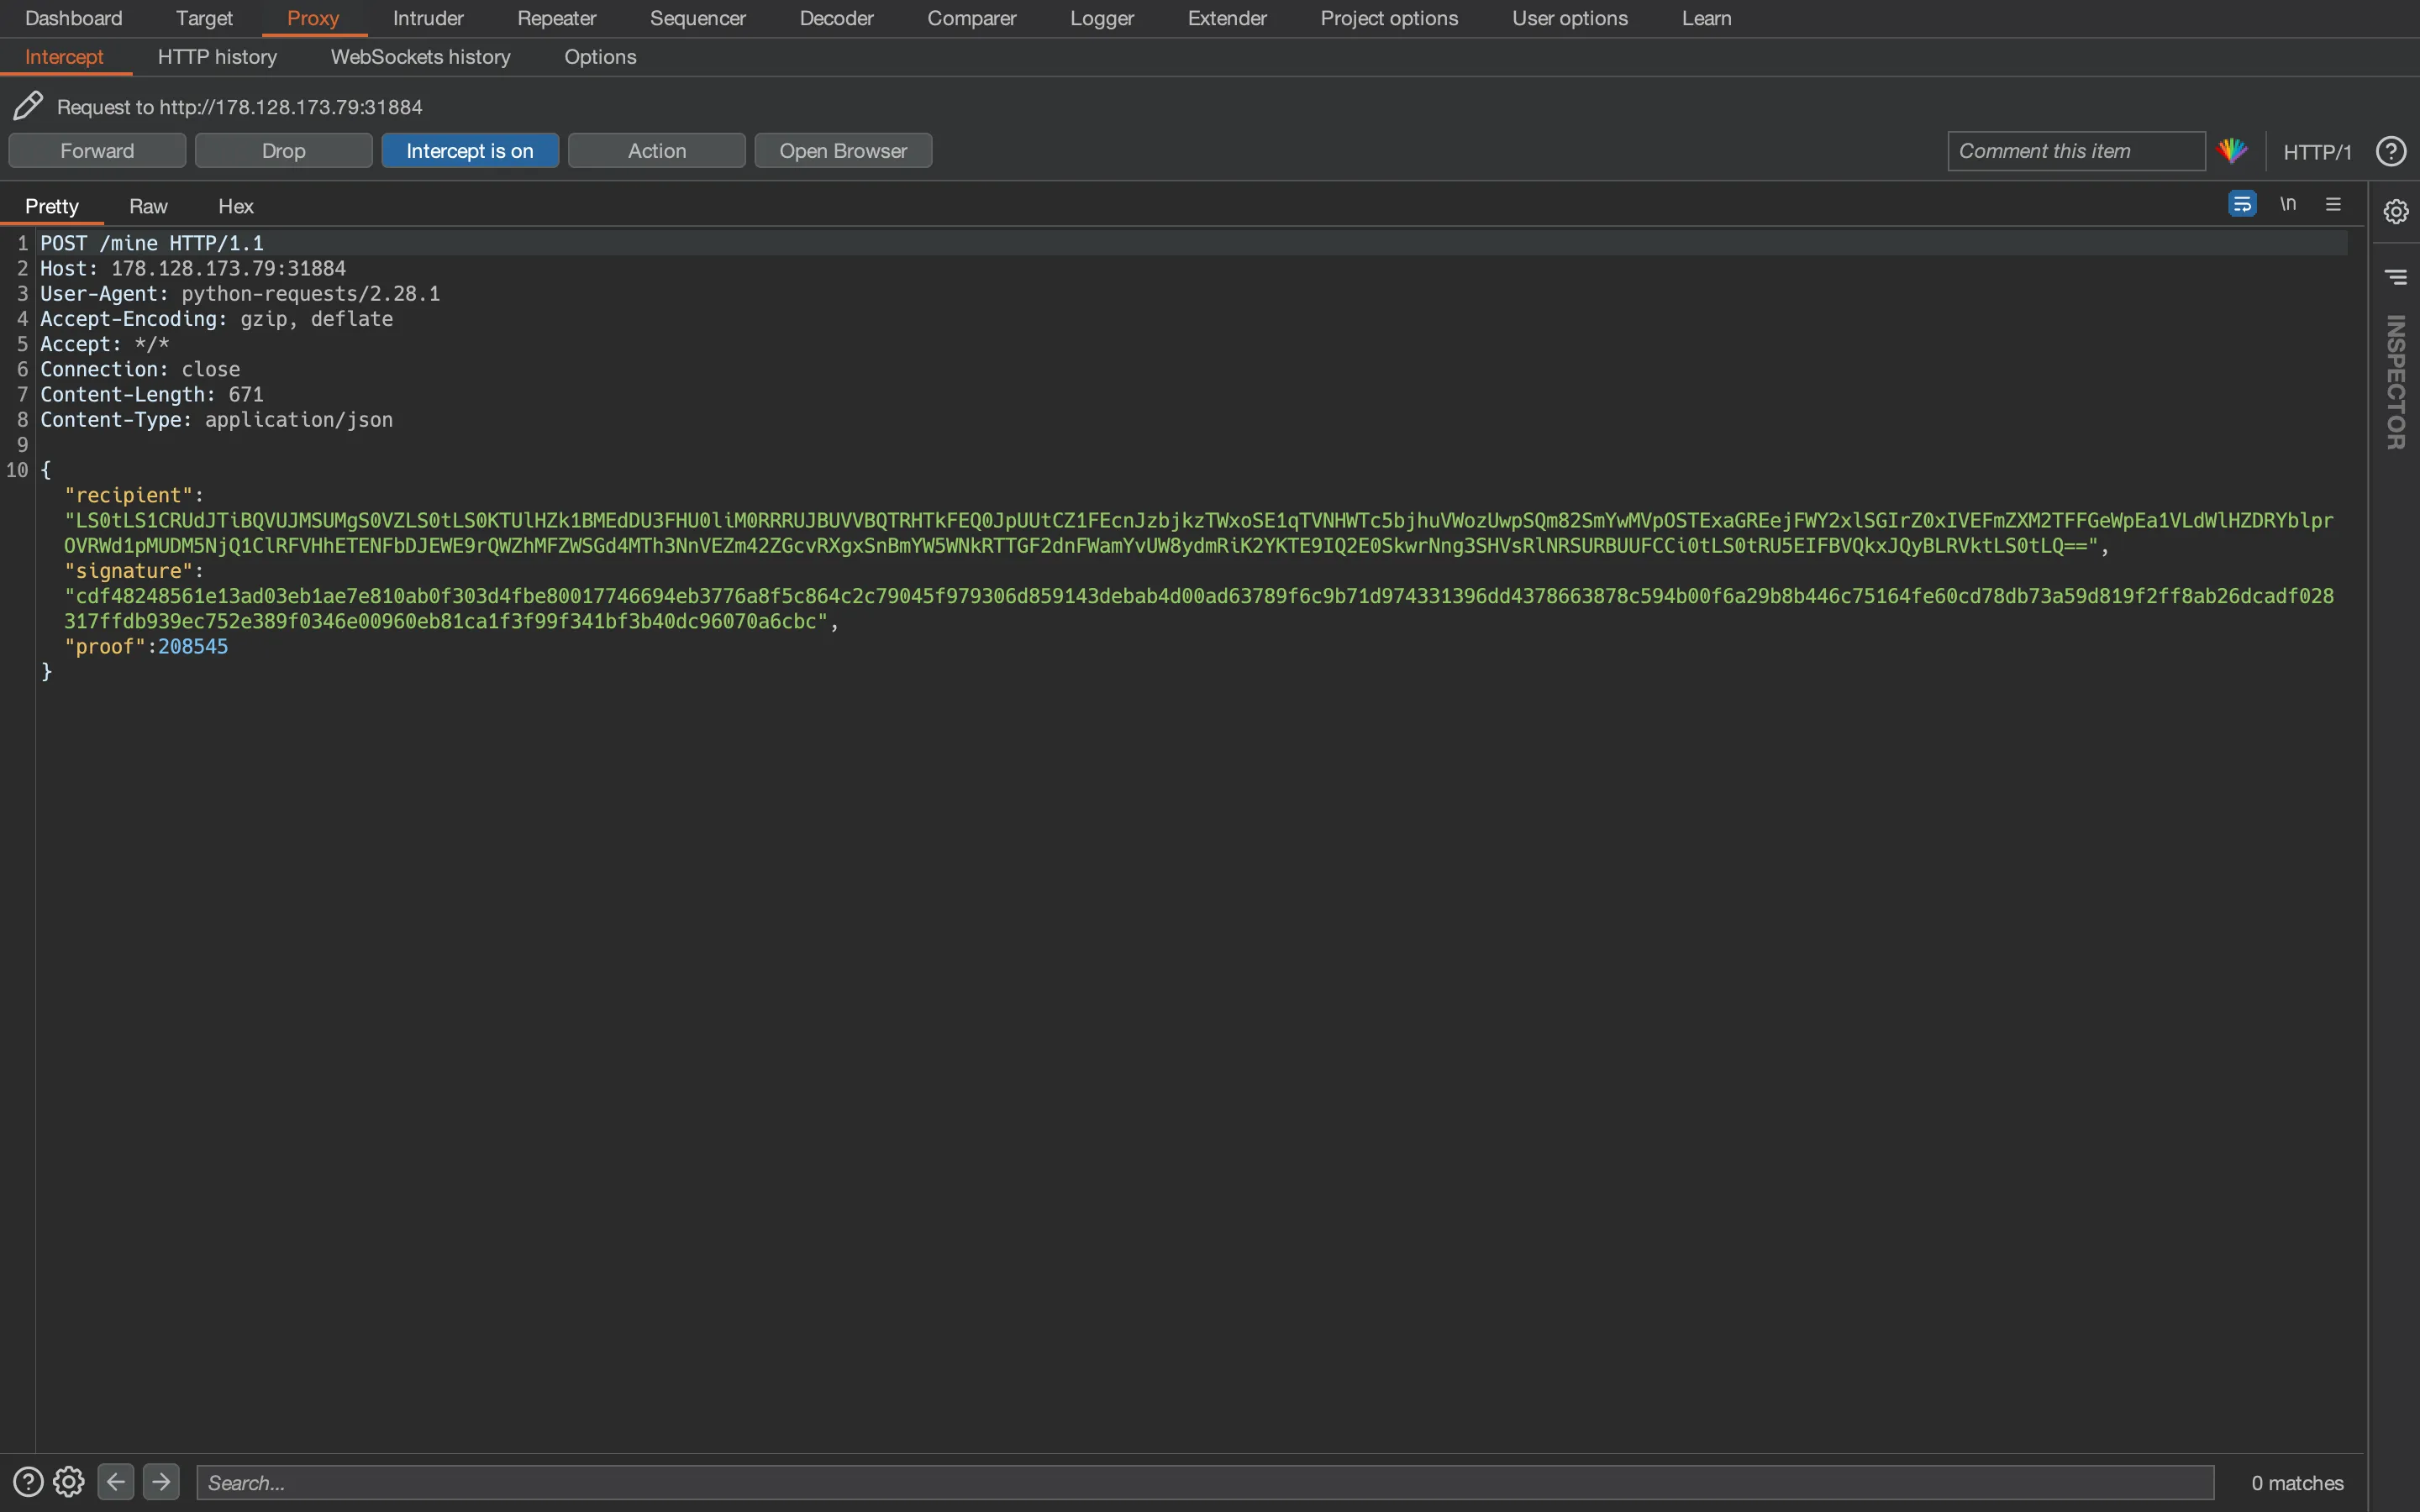 Dashboard Target Proxy Intruder Repeater Sequencer Decoder Comparer Logger Extender Project options User options Learn
Intercept HTTP history WebSockets history Options
Request to http://178.128.173.79:31884
Forward Drop Intercept is on Action Open Browser Comment this item HTTP/1
Pretty Raw Hex \n
INSPECTOR
1 POST /mine HTTP/1.1
2 Host: 178.128.173.79:31884
3 User-Agent: python-requests/2.28.1
4 Accept-Encoding: gzip, deflate
5 Accept: */*
6 Connection: close
7 Content-Length: 671
8 Content-Type: application/json
9
10 {
"recipient":
"signature":
"cdf48248561e13ad03eb1ae7e810ab0f303d4fbe80017746694eb3776a8f5c864c2c79045f979306d859143debab4d00ad63789f6c9b71d974331396dd4378663878c594b00f6a29b8b446c75164fe60cd78db73a59d819f2ff8ab26dcadf028
317ffdb939ec752e389f0346e00960eb81ca1f3f99f341bf3b40dc96070a6cbc",
"proof":208545
}
Search... 0 matches